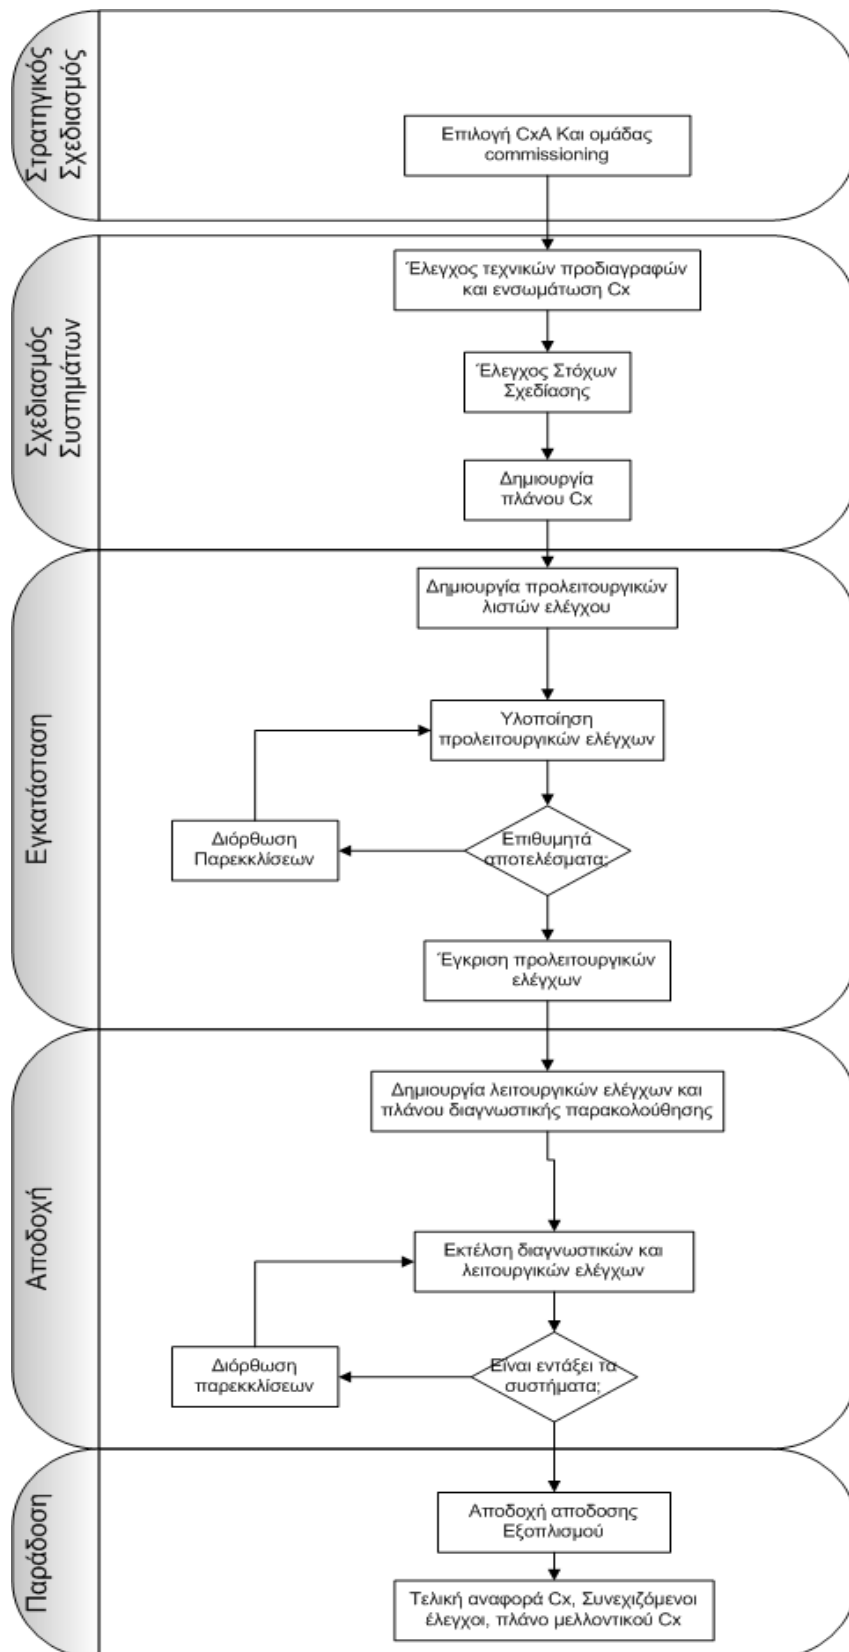 Στρατηγικός
Σχεδιασμός
Επιλογή CxA Και ομάδας
commissioning
Σχεδιασμός
Συστημάτων
Έλεγχος τεχνικών προδιαγραφών
και ενσωμάτωση Cx
Έλεγχος Στόχων
Σχεδίασης
Δημιουργία
πλάνου Cx
Εγκατάσταση
Δημιουργία προλειτουργικών
λιστών ελέγχου
Υλοποίηση
προλειτουργικών ελέγχων
Επιθυμητά
αποτελέσματα;
Διόρθωση
Παρεκκλίσεων
Έγκριση προλειτουργικών
ελέγχων
Αποδοχή
Δημιουργία λειτουργικών ελέγχων και
πλάνου διαγνωστικής παρακολούθησης
Εκτέλση διαγνωστικών και
λειτουργικών ελέγχων
Είναι εντάξει τα
συστήματα;
Διόρθωση
παρεκκλίσεων
Παράδοση
Αποδοχή αποδοσης
Εξοπλισμού
Τελική αναφορά Cx, Συνεχιζόμενοι
έλεγχοι, πλάνο μελλοντικού Cx